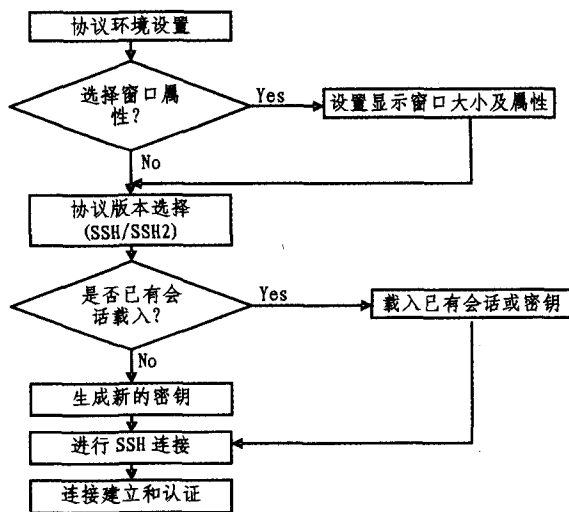 协议环境设置
选择窗口属
性?
Yes
设置显示窗口大小及属性
No
协议版本选择
(SSH/SSH2)
是否已有会
话载入?
Yes
载入已有会话或密钥
No
生成新的密钥
进行 SSH 连接
连接建立和认证